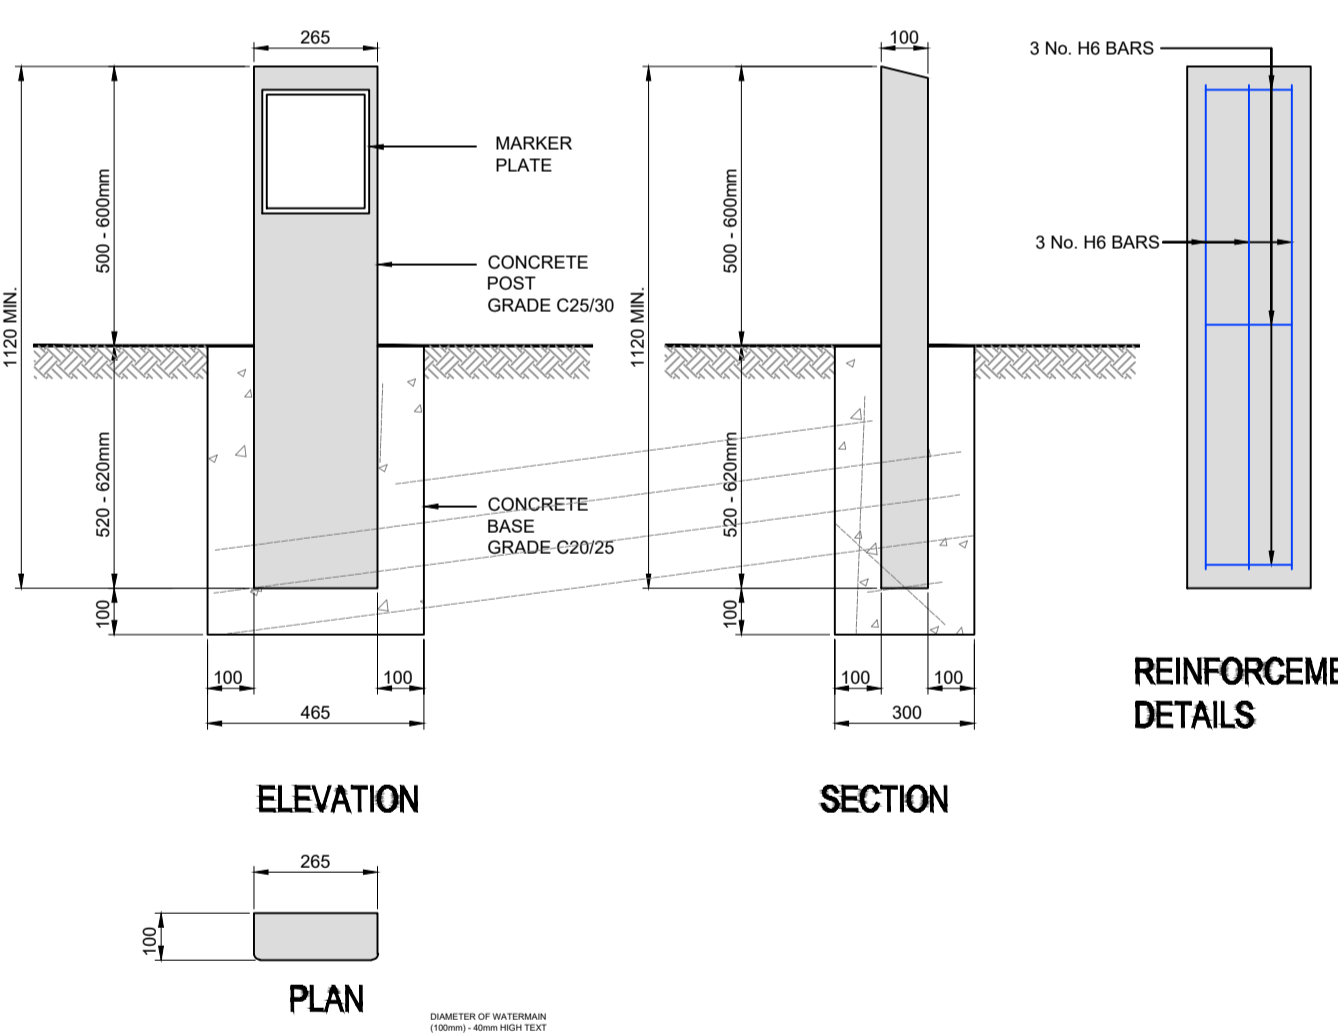 265
1120 MIN.
500 - 600mm
520 - 620mm
100
MARKER
PLATE
CONCRETE
POST
GRADE C25/30
CONCRETE
BASE
GRADE C20/25
100
100
465
ELEVATION
100
1120 MIN.
500 - 600mm
520 - 620mm
100
100
100
300
SECTION
3 No. H6 BARS
3 No. H6 BARS
REINFORCEME
DETAILS
265
100
PLAN
DIAMETER OF WATERMAIN
(100mm) - 40mm HIGH TEXT